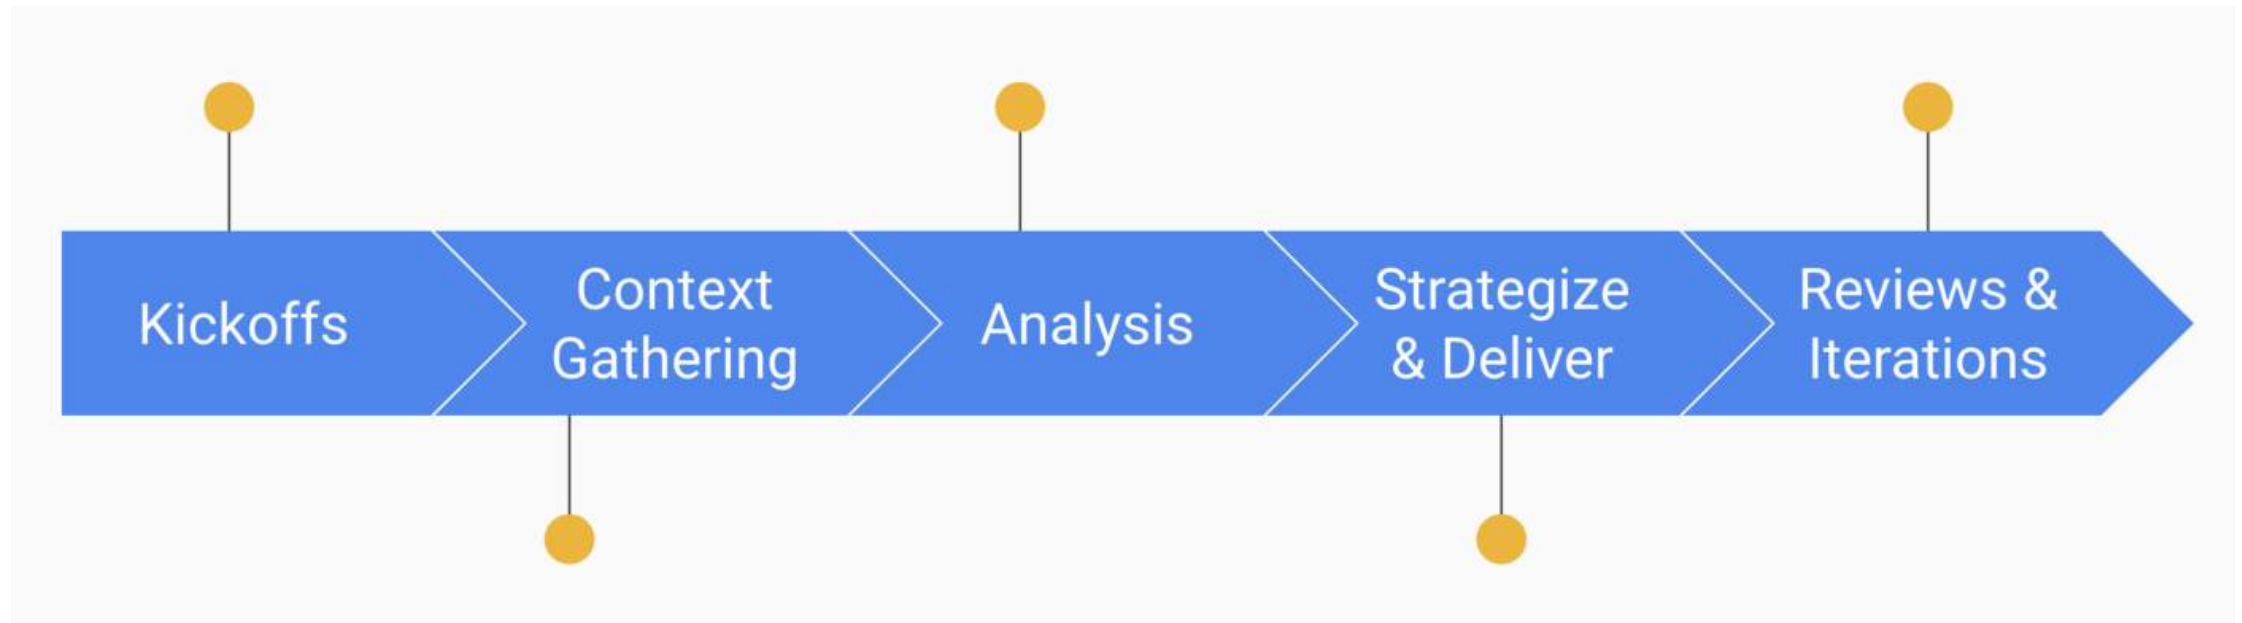 Kickoffs
Context
Gathering
Analysis
Strategize
& Deliver
Reviews &
Iterations